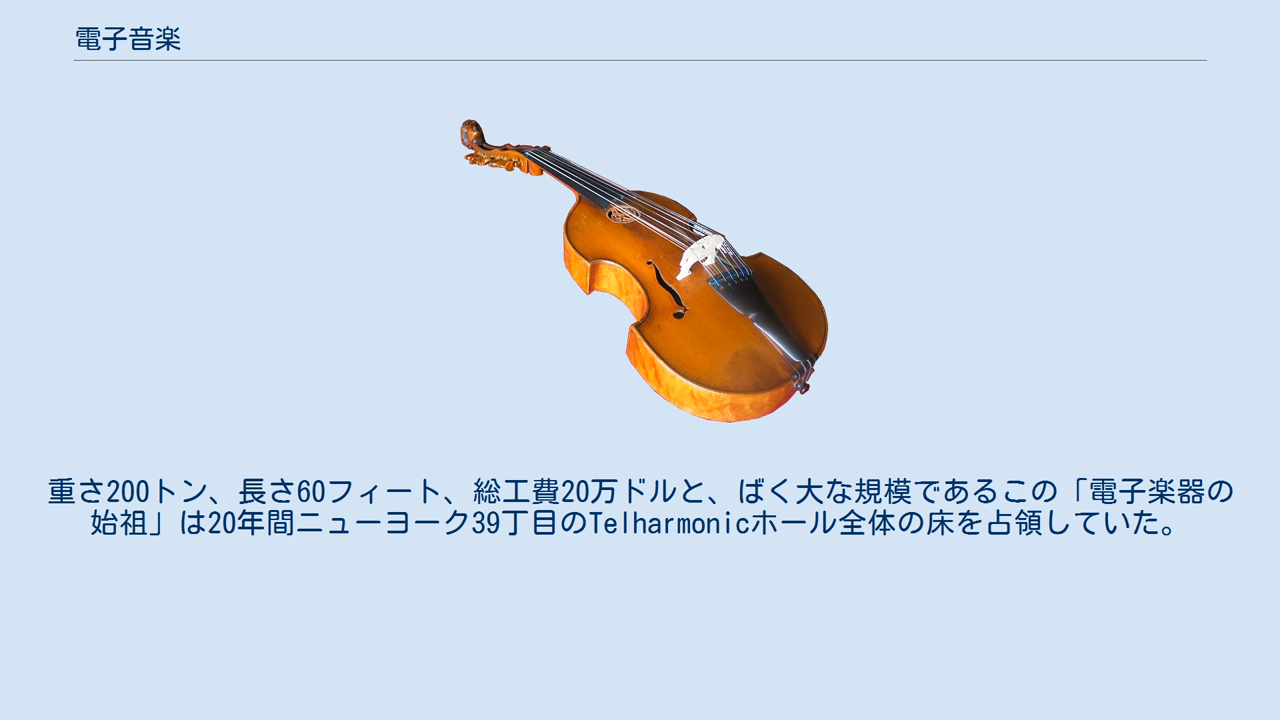 電子音楽
重さ200トン、長さ60フィート、総工費20万ドルと、ばく大な規模であるこの「電子楽器の
始祖」は20年間ニューヨーク39丁目のTelharmonicホール全体の床を占領していた。